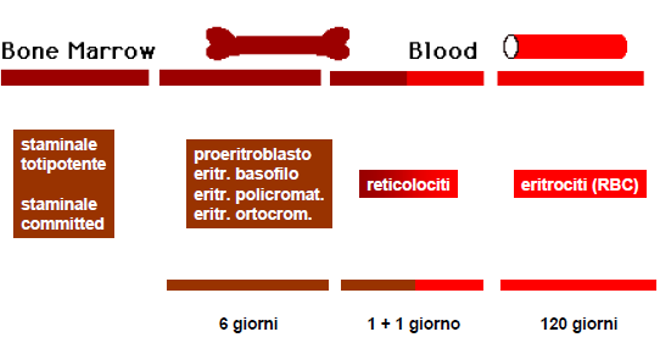 Bone Marrow
Blood
staminale
totipotente
staminale
committed
proeritroblasto
eritr. basofilo
eritr. policromat.
eritr. ortocrom.
reticolociti
eritrociti (RBC)
6 giorni
1 + 1 giorno
120 giorni